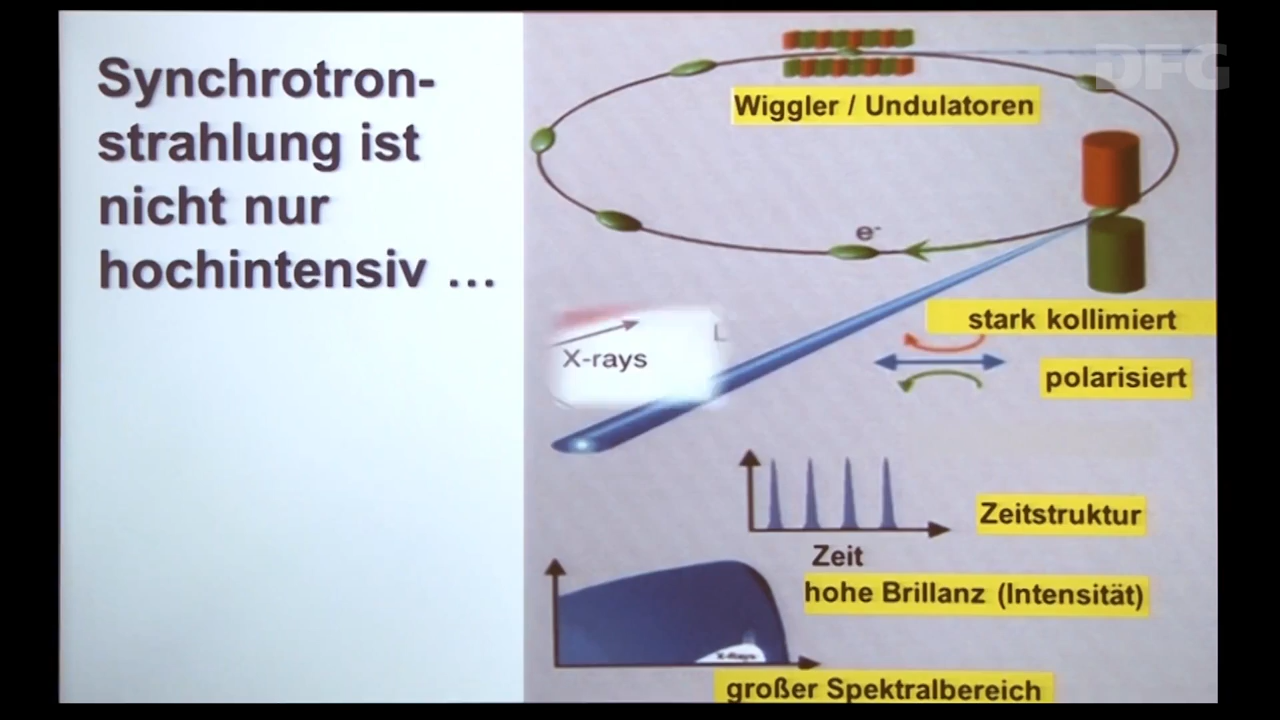 Synchrotron-
strahlung ist
nicht nur
hochintensiv …
DFG
Wiggler / Undulatoren
e-
stark kollimiert
L
X-rays
polarisiert
Zeitstruktur
Zeit
hohe Brillanz (Intensität)
X-Rays
großer Spektralbereich